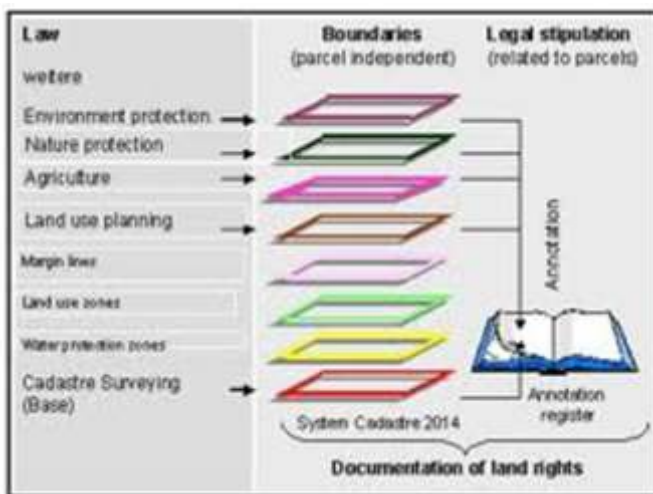 Law
weitere
Environment protection
Nature protection
Agriculture
Land use planning
Margin lines
Land use zones
Water protection zones
Cadastre Surveying
(Base)
Boundaries
(parcel independent)
System Cadastre 2014
Legal stipulation
(related to parcels)
Annotation
Annotation
register
Documentation of land rights